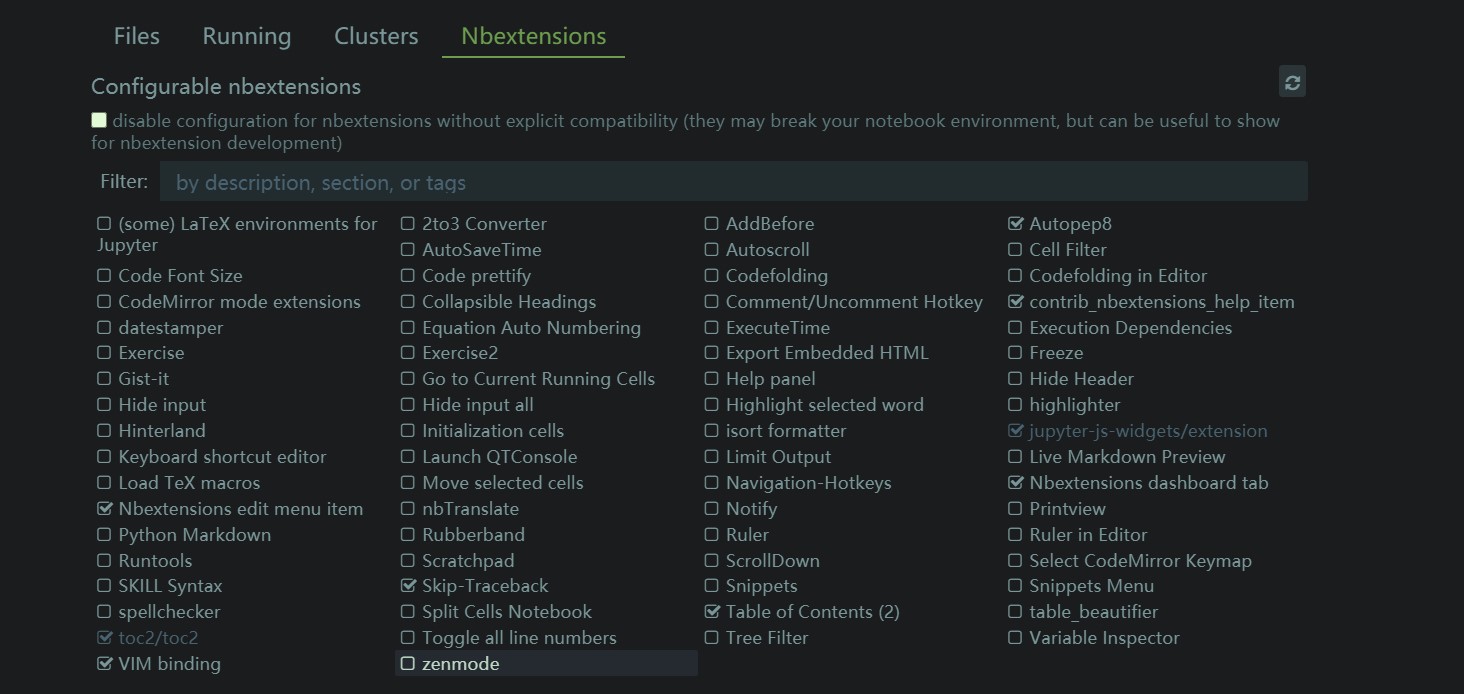 Files Running Clusters Nbextensions
Configurable nbextensions
disable configuration for nbextensions without explicit compatibility (they may break your notebook environment, but can be useful to show
for nbextension development)
Filter: by description, section, or tags
(some) LaTeX environments for
Jupyter
Code Font Size
CodeMirror mode extensions
datestamper
Exercise
Gist-it
Hide input
Hinterland
Keyboard shortcut editor
Load TeX macros
Nbextensions edit menu item
Python Markdown
Runtools
SKILL Syntax
spellchecker
toc2/toc2
VIM binding
2to3 Converter
AutoSaveTime
Code prettify
Collapsible Headings
Equation Auto Numbering
Exercise2
Go to Current Running Cells
Hide input all
Initialization cells
Launch QTConsole
Move selected cells
nbTranslate
Rubberband
Scratchpad
Skip-Traceback
Split Cells Notebook
Toggle all line numbers
zenmode
AddBefore
Autoscroll
Codefolding
Comment/Uncomment Hotkey
ExecuteTime
Export Embedded HTML
Help panel
Highlight selected word
isort formatter
Limit Output
Navigation-Hotkeys
Notify
Ruler
ScrollDown
Snippets
Table of Contents (2)
Tree Filter
Autopep8
Cell Filter
Codefolding in Editor
contrib_nbextensions_help_item
Execution Dependencies
Freeze
Hide Header
highlighter
jupyter-js-widgets/extension
Live Markdown Preview
Nbextensions dashboard tab
Printview
Ruler in Editor
Select CodeMirror Keymap
Snippets Menu
table_beautifier
Variable Inspector